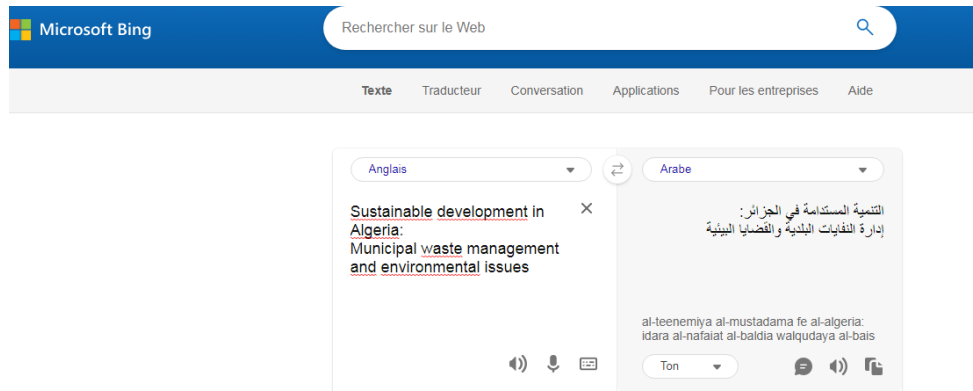 Microsoft Bing
Rechercher sur le Web
Texte Traducteur Conversation Applications Pour les entreprises Aide
Anglais
Arabe
Sustainable development in
Algeria:
Municipal waste management
and environmental issues
التنمية المستدامة في الجزائر:
إدارة النفايات البلدية والقضايا البيئية
al-teenemiya al-mustadama fe al-algeria:
idara al-nafaiat al-baldia walqudaya al-bais
Ton